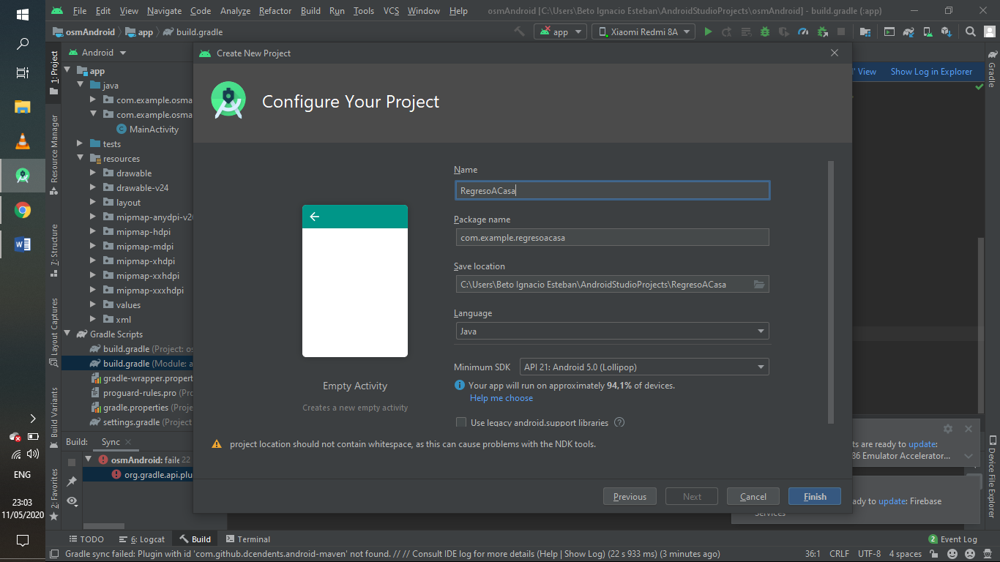 File Edit View Navigate Code Analyze Refactor Build Run Tools VCS Window Help osmAndroid [C:\Users\Beto Ignacio Esteban\AndroidStudioProjects\osmAndroid] - build.gradle (:app)
osmAndroid app build.gradle app Xiaomi Redmi 8A
1: Project
Resource Manager
7: Structure
Layout Captures
Build Variants
2: Favorites
Android
app
java
com.example.osma
com.example.osma
MainActivity
tests
resources
drawable
drawable-v24
layout
mipmap-anydpi-v26
mipmap-hdpi
mipmap-mdpi
mipmap-xhdpi
mipmap-xxhdpi
mipmap-xxxhdpi
values
xml
Gradle Scripts
build.gradle (Project: os
build.gradle (Module: a
gradle-wrapper.propert
proguard-rules.pro (Pro
gradle.properties (Proje
settings.gradle (Project
Create New Project
Configure Your Project
Name
RegresoACasa
Package name
com.example.regresoacasa
Save location
C:\Users\Beto Ignacio Esteban\AndroidStudioProjects\RegresoACasa
Language
Java
Minimum SDK API 21: Android 5.0 (Lollipop)
Your app will run on approximately 94,1% of devices.
Help me choose
Use legacy android.support libraries
Empty Activity
Creates a new empty activity
project location should not contain whitespace, as this can cause problems with the NDK tools.
Previous Next Cancel Finish
' View Show Log in Explorer
Gradle
Device File Explorer
ts are ready to update:
86 Emulator Accelerator...
dy to update: Firebase
Services
Build: Sync
osmAndroid: faile 22
org.gradle.api.plu
TODO 6: Logcat Build Terminal 2 Event Log
Gradle sync failed: Plugin with id 'com.github.dcendents.android-maven' not found. // // Consult IDE log for more details (Help | Show Log) (22 s 933 ms) (3 minutes ago) 36:1 CRLF UTF-8 4 spaces
ENG
23:03
11/05/2020